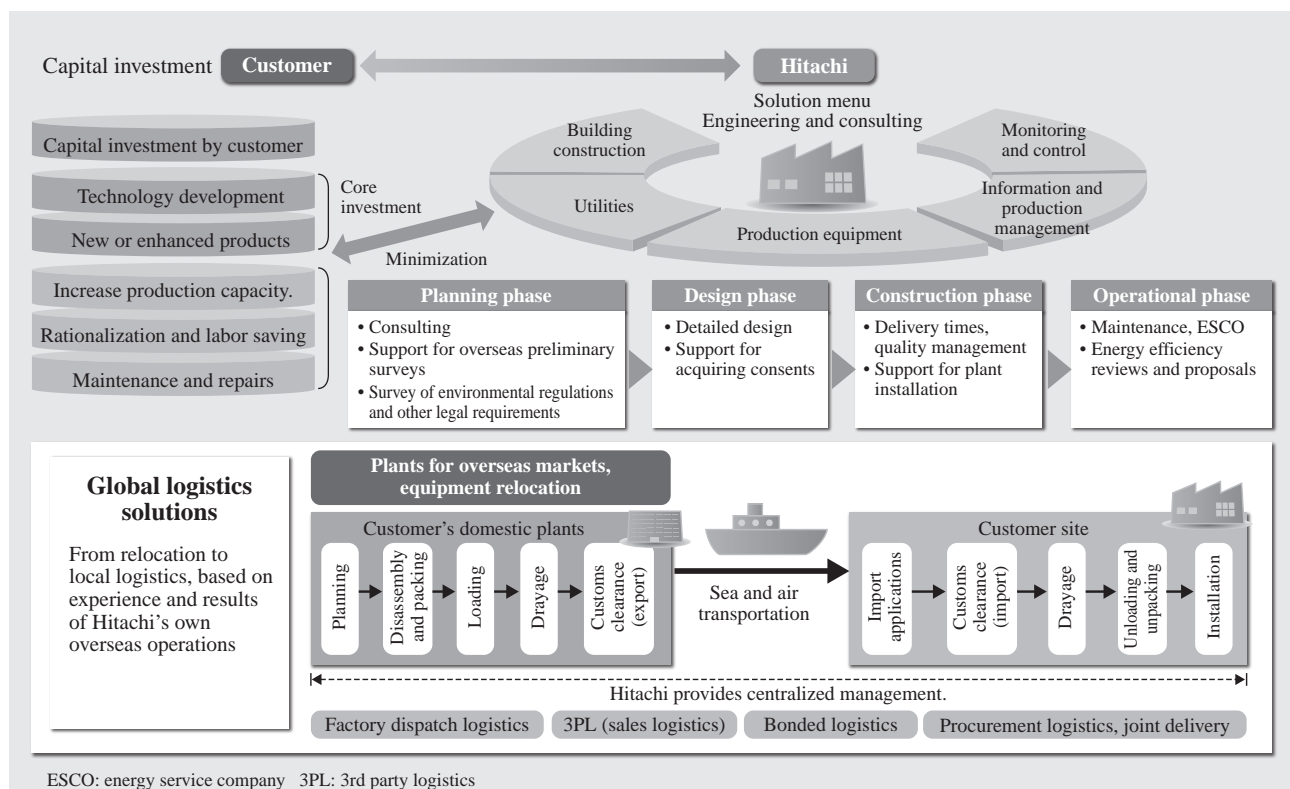 Capital investment
Customer
Hitachi
Solution menu
Engineering and consulting
Capital investment by customer
Technology development
New or enhanced products
Core
investment
Minimization
Increase production capacity.
Rationalization and labor saving
Maintenance and repairs
Building
construction
Utilities
Production equipment
Monitoring
and control
Information and
production
management
Planning phase
• Consulting
• Support for overseas preliminary
surveys
• Survey of environmental regulations
and other legal requirements
Design phase
• Detailed design
• Support for
acquiring consents
Construction phase
• Delivery times,
quality management
• Support for plant
installation
Operational phase
• Maintenance, ESCO
• Energy efficiency
reviews and proposals
Global logistics
solutions
From relocation to
local logistics, based on
experience and results
of Hitachi's own
overseas operations
Plants for overseas markets,
equipment relocation
Customer's domestic plants
Planning
Disassembly
and packing
Loading
Drayage
Customs
clearance
(export)
Sea and air
transportation
Customer site
Import
applications
Customs
clearance
(import)
Drayage
Unloading and
unpacking
Installation
Hitachi provides centralized management.
Factory dispatch logistics
3PL (sales logistics)
Bonded logistics
Procurement logistics, joint delivery
ESCO: energy service company 3PL: 3rd party logistics